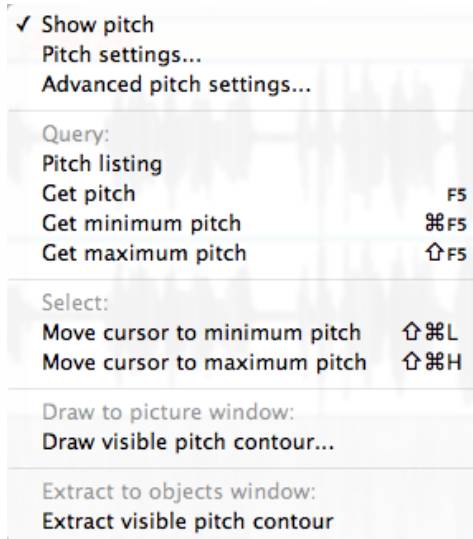 ✓ Show pitch
Pitch settings...
Advanced pitch settings...
Query:
Pitch listing
Get pitch F5
Get minimum pitch ⌘F5
Get maximum pitch ⇧F5
Select:
Move cursor to minimum pitch ⇧⌘L
Move cursor to maximum pitch ⇧⌘H
Draw to picture window:
Draw visible pitch contour...
Extract to objects window:
Extract visible pitch contour